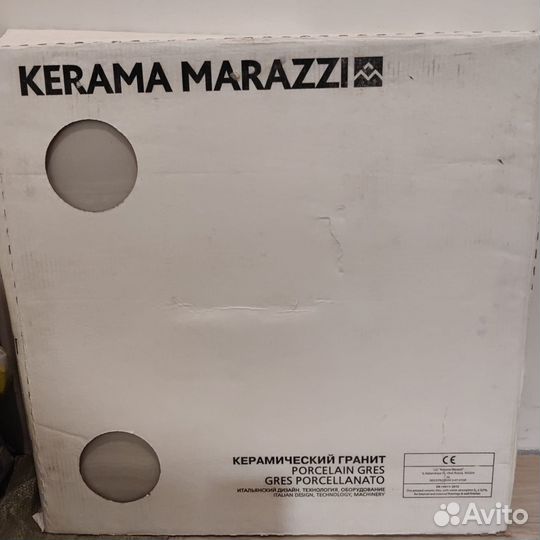 KERAMA MARAZZI
КЕРАМИЧЕСКИЙ ГРАНИТ
PORCELAIN GRES
GRES PORCELLANATO
ИТАЛЬЯНСКИЙ ДИЗАЙН, ТЕХНОЛОГИЯ, ОБОРУДОВАНИЕ
ITALIAN DESIGN, TECHNOLOGY, MACHINERY
CE
Avito